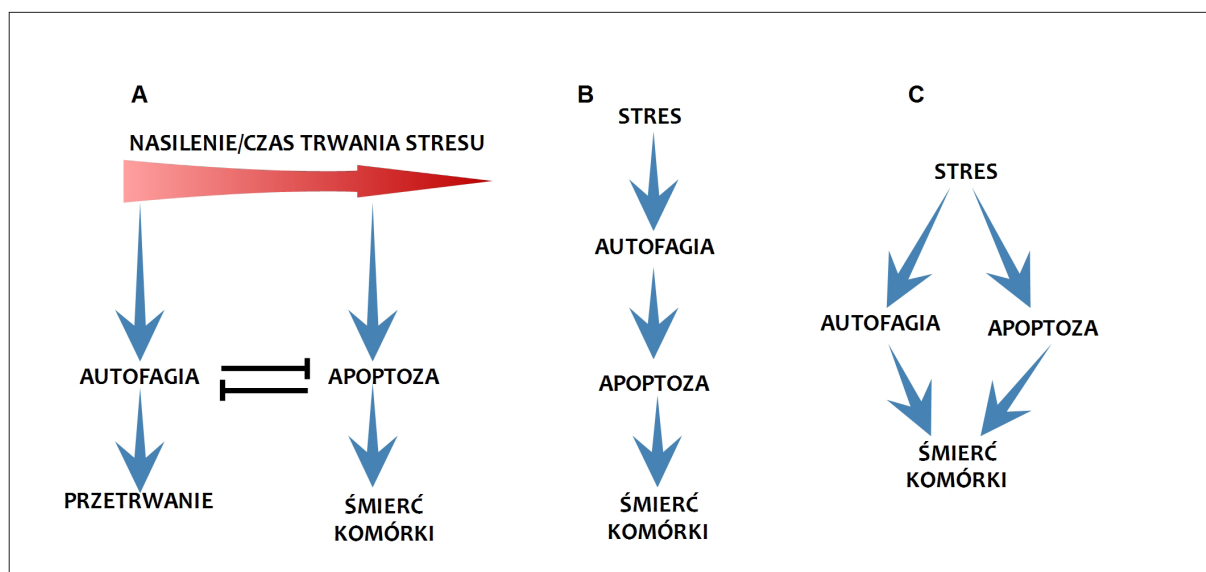 A
NASILENIE/CZAS TRWANIA STRESU
AUTOFAGIA
APOPTOZA
PRZETRWANIE
ŚMIERĆ
KOMÓRKI
B
STRES
AUTOFAGIA
APOPTOZA
ŚMIERĆ
KOMÓRKI
C
STRES
AUTOFAGIA
APOPTOZA
ŚMIERĆ
KOMÓRKI